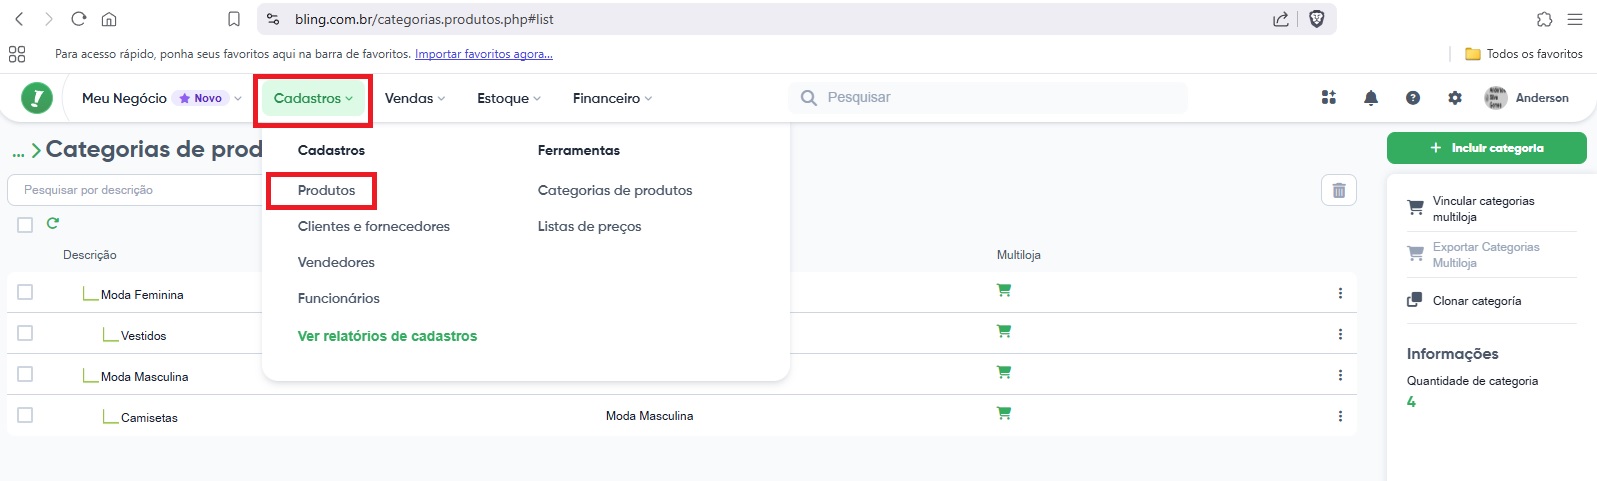 bling.com.br/categorias.produtos.php#list
Para acesso rápido, ponha seus favoritos aqui na barra de favoritos. Importar favoritos agora...
Todos os favoritos
Meu Negócio Novo Cadastros Vendas Estoque Financeiro Pesquisar Anderson
... Categorias de prod
Incluir categoria
Pesquisar por descrição
Cadastros
Ferramentas
Produtos
Categorias de produtos
Clientes e fornecedores
Listas de preços
Vendedores
Funcionários
Ver relatórios de cadastros
Descrição
Multiloja
Moda Feminina
Vestidos
Moda Masculina
Camisetas
Moda Masculina
Vincular categorias
multiloja
Exportar Categorias
Multiloja
Clonar categoría
Informações
Quantidade de categoria
4